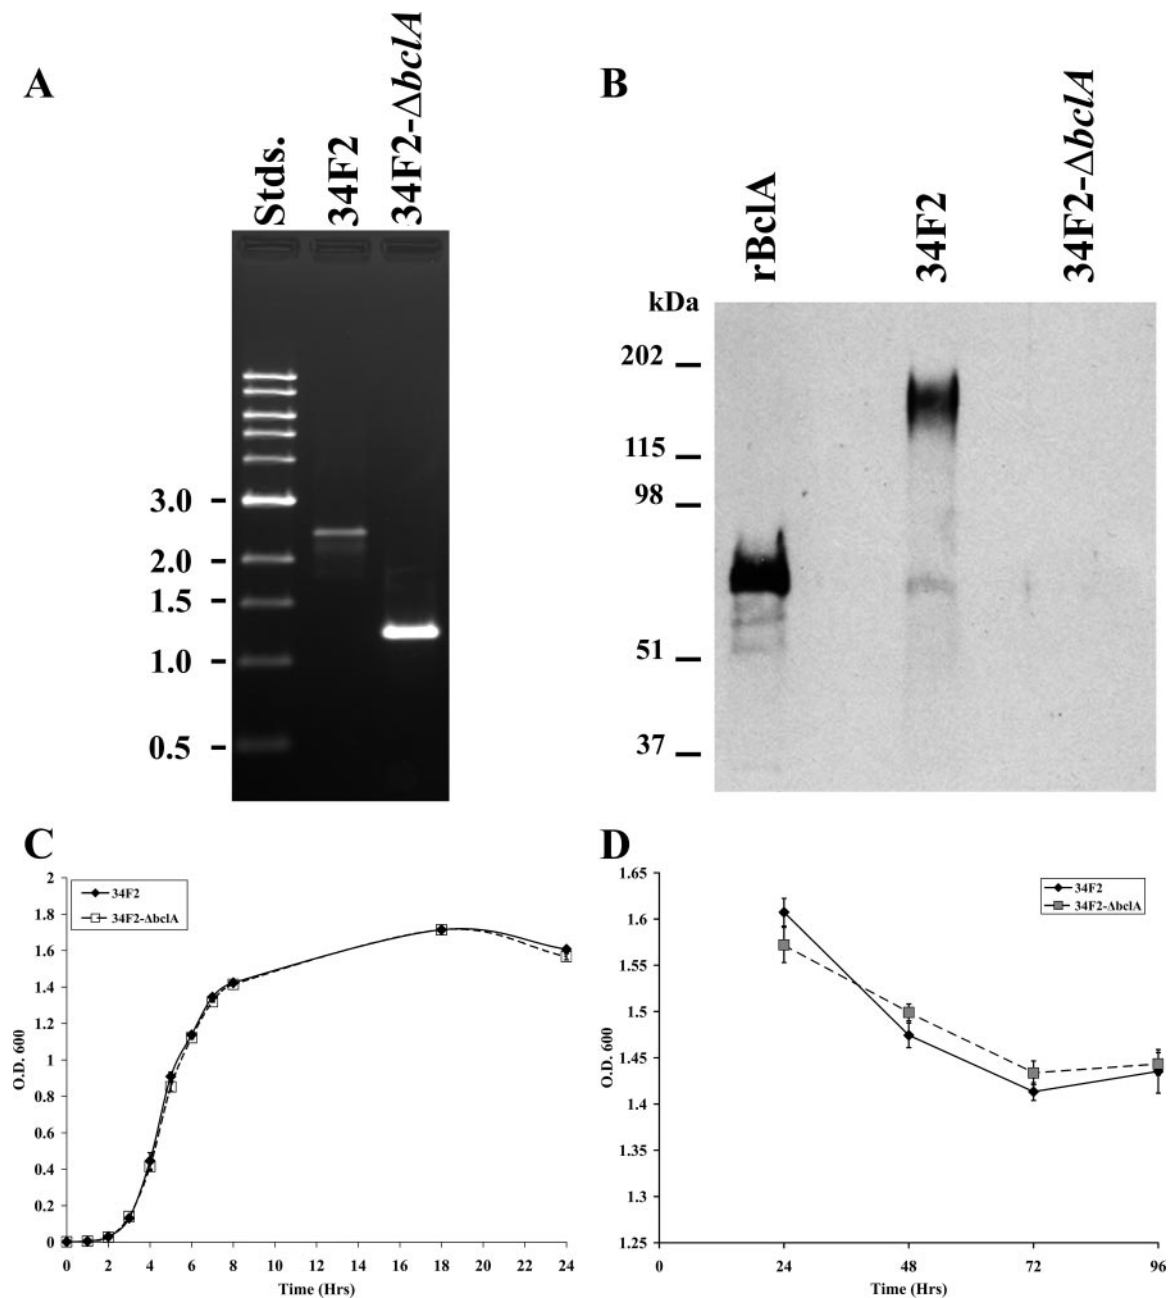 A
Stds.
34F2
34F2-ΔbclA
3.0
2.0
1.5
1.0
0.5
B
rBclA
34F2
34F2-ΔbclA
kDa
202
115
98
51
37
C
34F2
34F2-ΔbclA
2
1.8
1.6
1.4
1.2
1
0.8
0.6
0.4
0.2
0
O.D. 600
0 2 4 6 8 10 12 14 16 18 20 22 24
Time (Hrs)
D
34F2
34F2-ΔbclA
1.65
1.6
1.55
1.5
1.45
1.4
1.35
1.3
1.25
O.D. 600
0 24 48 72 96
Time (Hrs)